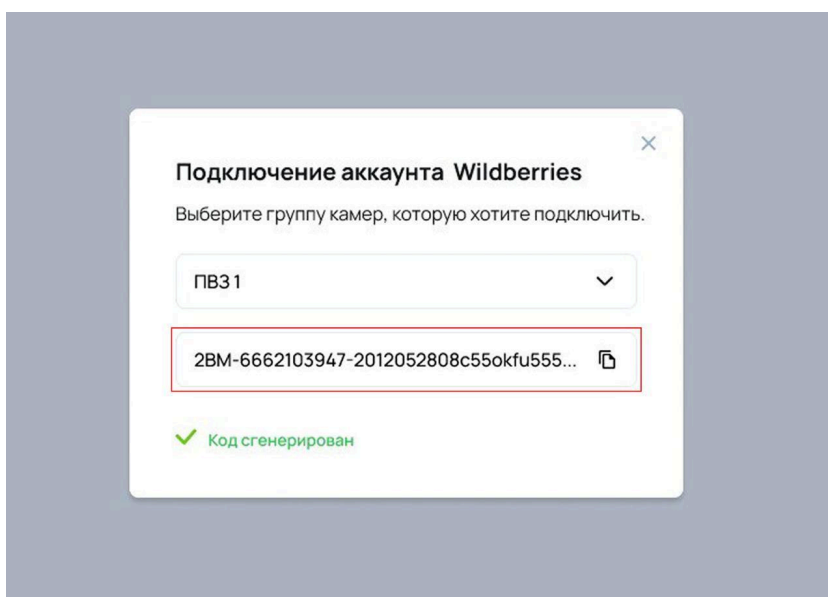 Подключение аккаунта Wildberries
Выберите группу камер, которую хотите подключить.
ПВЗ 1
2BM-6662103947-2012052808c55okfu555...
Код сгенерирован